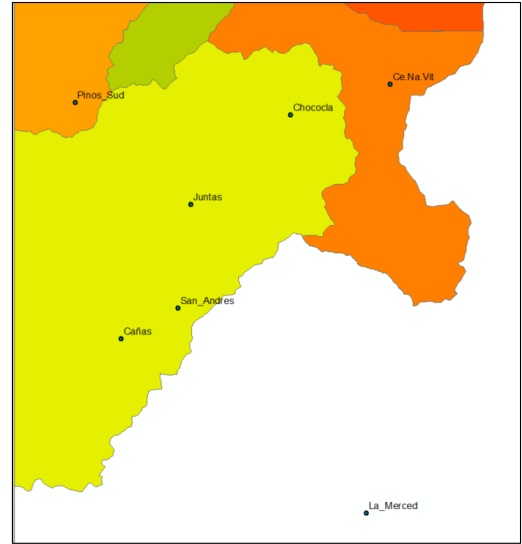 Ce.Na.Vit
Pinos_Sud
Chococla
Juntas
San_Andres
Cañas
La_Merced